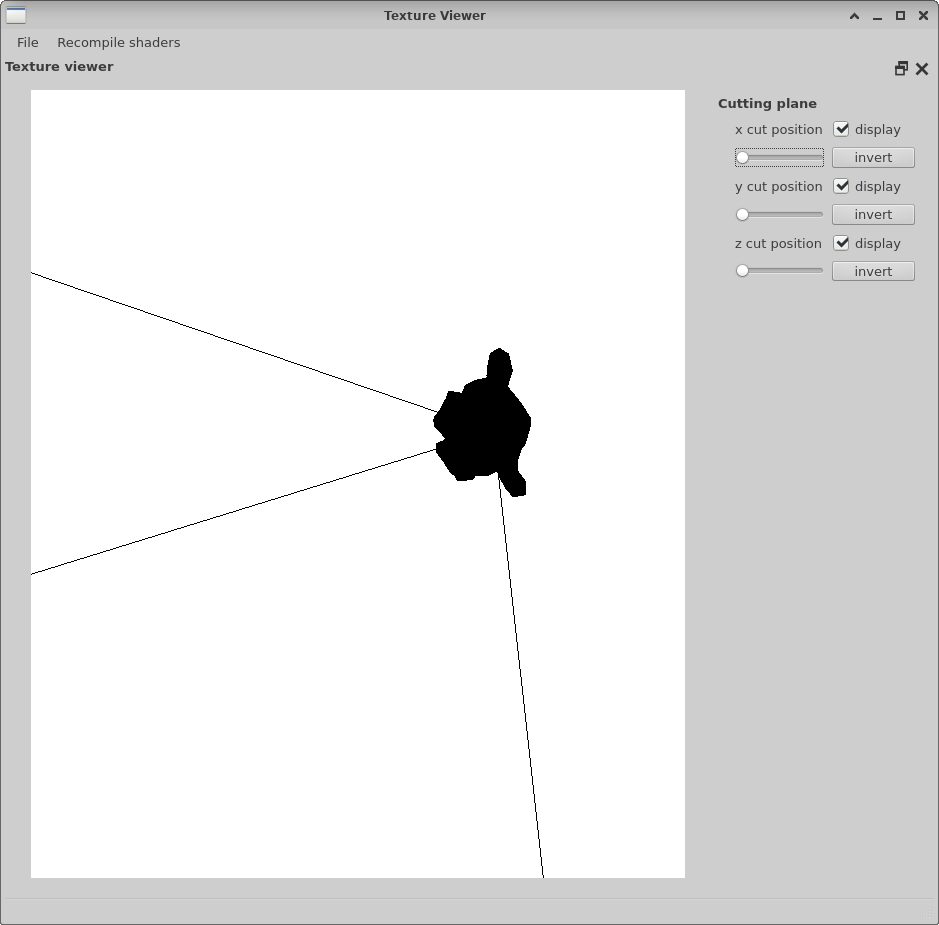 Texture Viewer
File Recompile shaders
Texture viewer
Cutting plane
x cut position display
invert
y cut position display
invert
z cut position display
invert